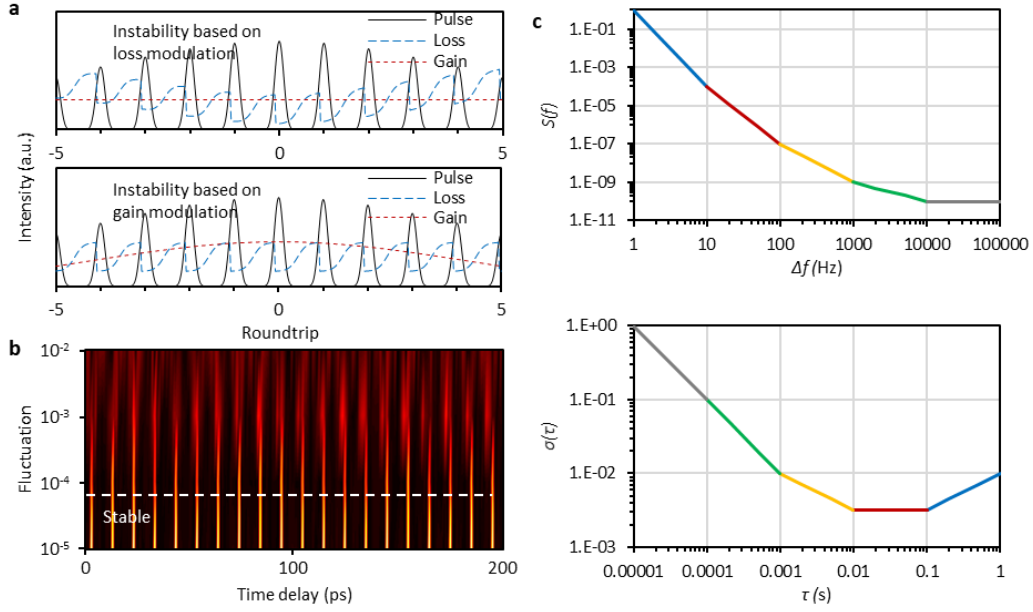 a
Instability based on
loss modulation
Pulse
Loss
Gain
-5
0
5
Instability based on
gain modulation
Pulse
Loss
Gain
-5
0
5
Roundtrip
Intensity (a.u.)
b
10-2
10-3
10-4
10-5
Fluctuation
Stable
0
100
200
Time delay (ps)
c
1.E-01
1.E-03
1.E-05
1.E-07
1.E-09
1.E-11
S(f)
1
10
100
1000
10000
100000
Δf (Hz)
1.E+00
1.E-01
1.E-02
1.E-03
σ(τ)
0.00001
0.0001
0.001
0.01
0.1
1
τ (s)